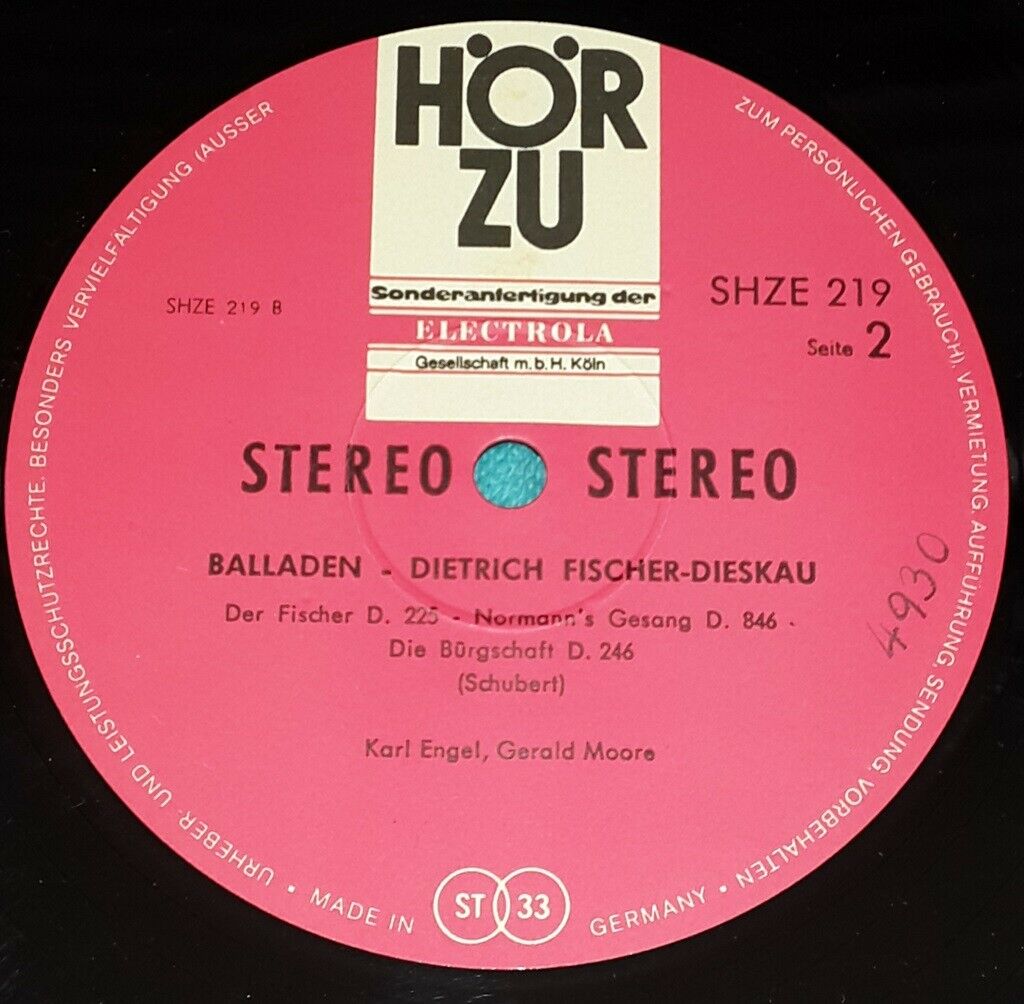 HÖR
ZU
Sonderanfertigung der
ELECTROLA
Gesellschaft m.b.H. Köln
SHZE 219 B
SHZE 219
Seite 2
STEREO STEREO
BALLADEN - DIETRICH FISCHER-DIESKAU
Der Fischer D. 225 - Normann's Gesang D. 846 -
Die Bürgschaft D. 246
(Schubert)
Karl Engel, Gerald Moore
4930
URHEBER- UND LEISTUNGSSCHUTZRECHTE, BESONDERS VERVIELFÄLTIGUNG (AUSSER
ZUM PERSÖNLICHEN GEBRAUCH), VERMIETUNG, AUFFÜHRUNG, SENDUNG, VORBEHALTEN
• MADE IN ST 33 GERMANY •